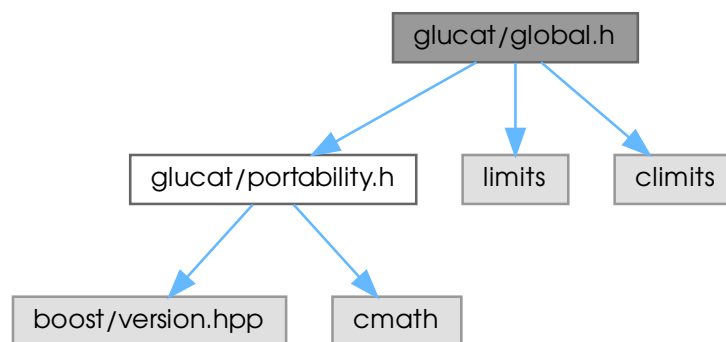 glucat/global.h
glucat/portability.h
limits
climits
boost/version.hpp
cmath